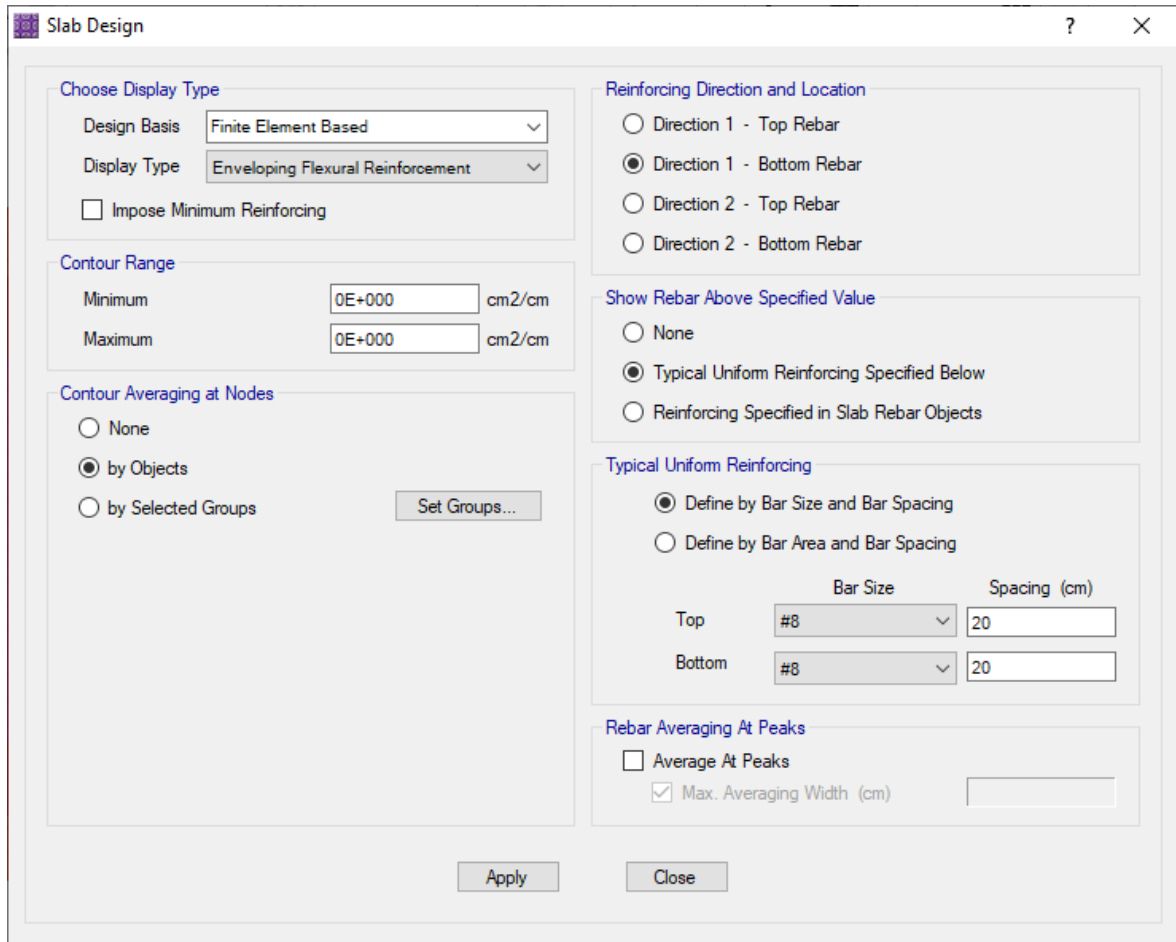 Slab Design
?
Choose Display Type
Design Basis Finite Element Based
Display Type Enveloping Flexural Reinforcement
Impose Minimum Reinforcing
Contour Range
Minimum 0E+000 cm2/cm
Maximum 0E+000 cm2/cm
Contour Averaging at Nodes
None
by Objects
by Selected Groups Set Groups...
Reinforcing Direction and Location
Direction 1 - Top Rebar
Direction 1 - Bottom Rebar
Direction 2 - Top Rebar
Direction 2 - Bottom Rebar
Show Rebar Above Specified Value
None
Typical Uniform Reinforcing Specified Below
Reinforcing Specified in Slab Rebar Objects
Typical Uniform Reinforcing
Define by Bar Size and Bar Spacing
Define by Bar Area and Bar Spacing
Bar Size Spacing (cm)
Top #8 20
Bottom #8 20
Rebar Averaging At Peaks
Average At Peaks
Max. Averaging Width (cm)
Apply Close